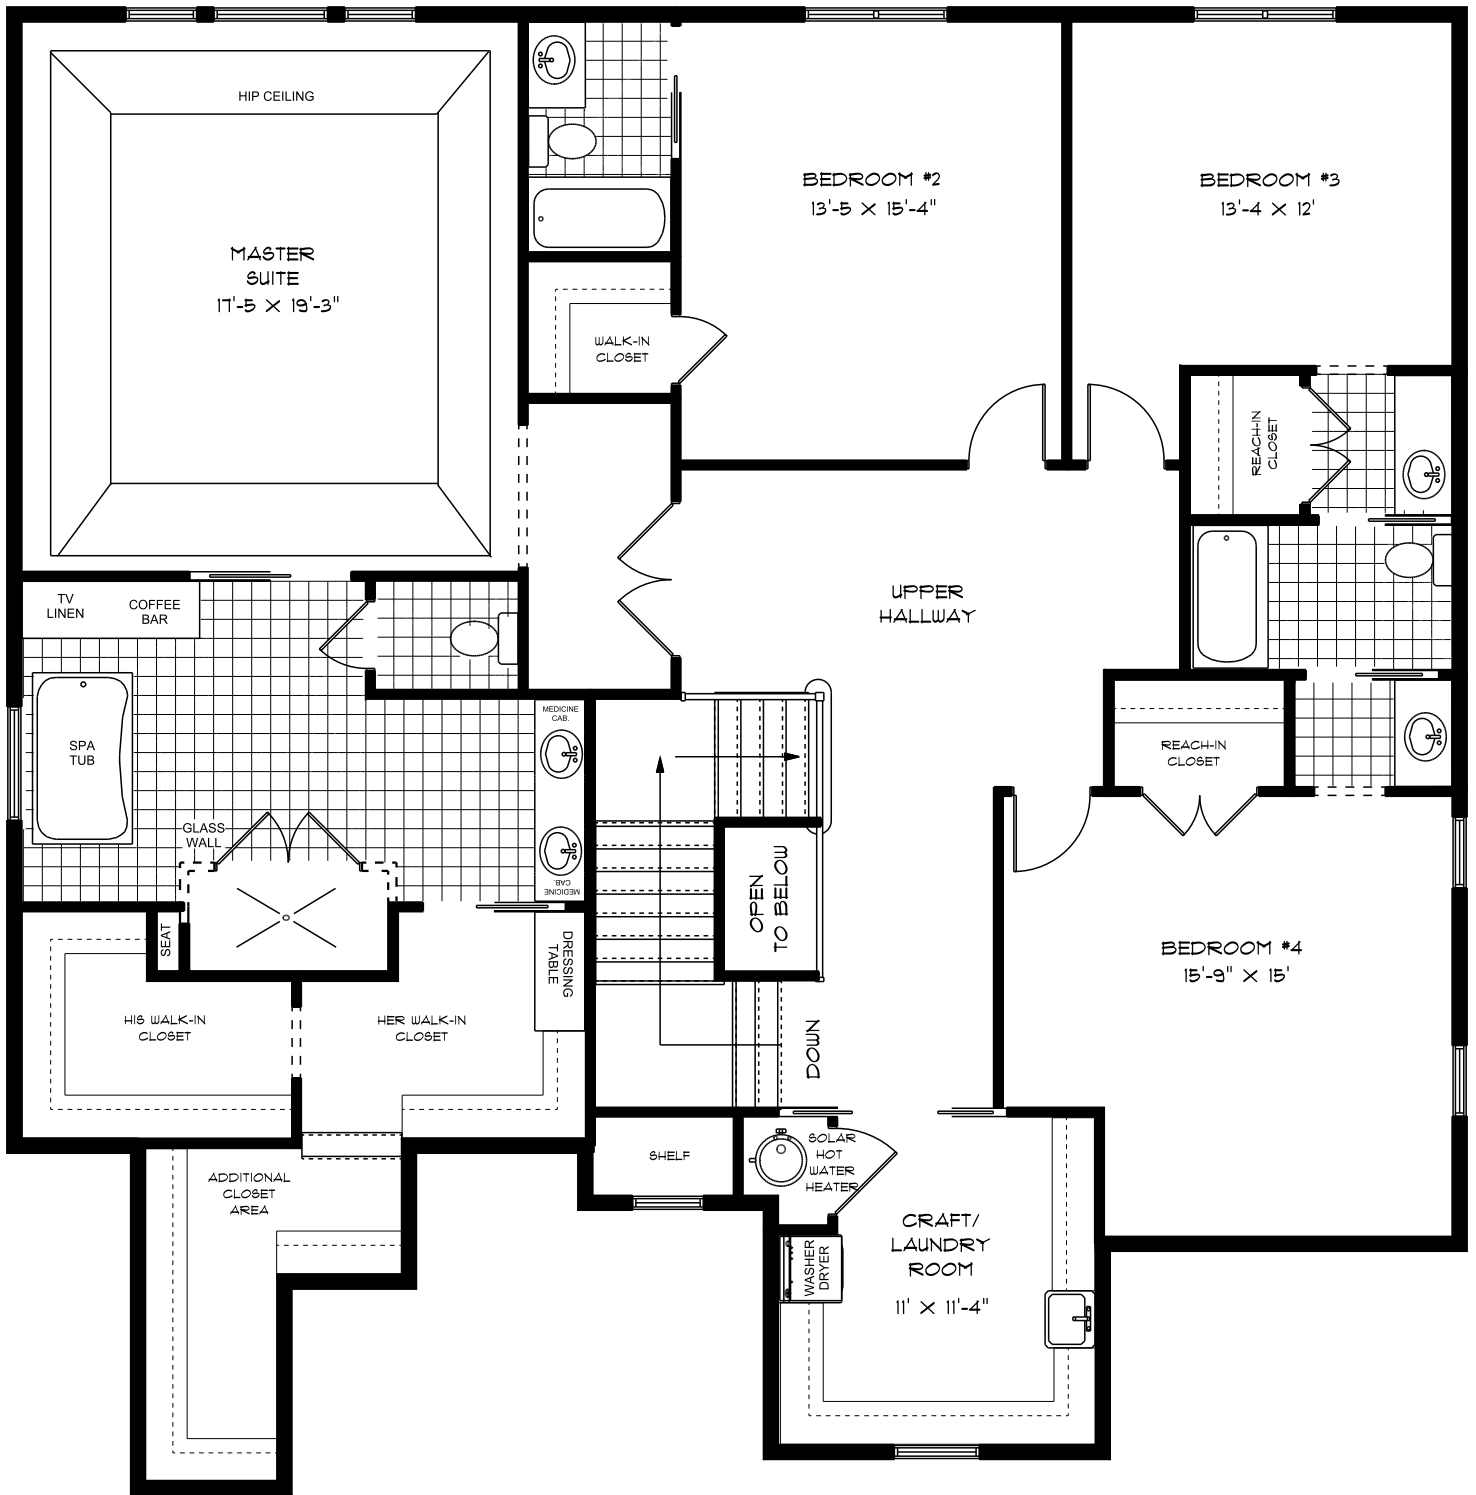 HIP CEILING
MASTER
SUITE
17'-5 X 19'-3"
WALK-IN
CLOSET
BEDROOM #2
13'-5 X 15'-4"
BEDROOM #3
13'-4 X 12'
REACH-IN
CLOSET
UPPER
HALLWAY
TV
LINEN
COFFEE
BAR
SPA
TUB
GLASS
WALL
MEDICINE
CAB.
MEDICINE
CAB.
SEAT
DRESSING
TABLE
HIS WALK-IN
CLOSET
HER WALK-IN
CLOSET
ADDITIONAL
CLOSET
AREA
OPEN
TO BELOW
DOWN
REACH-IN
CLOSET
BEDROOM #4
15'-9" X 15'
SHELF
SOLAR
HOT
WATER
HEATER
WASHER
DRYER
CRAFT/
LAUNDRY
ROOM
11' X 11'-4"